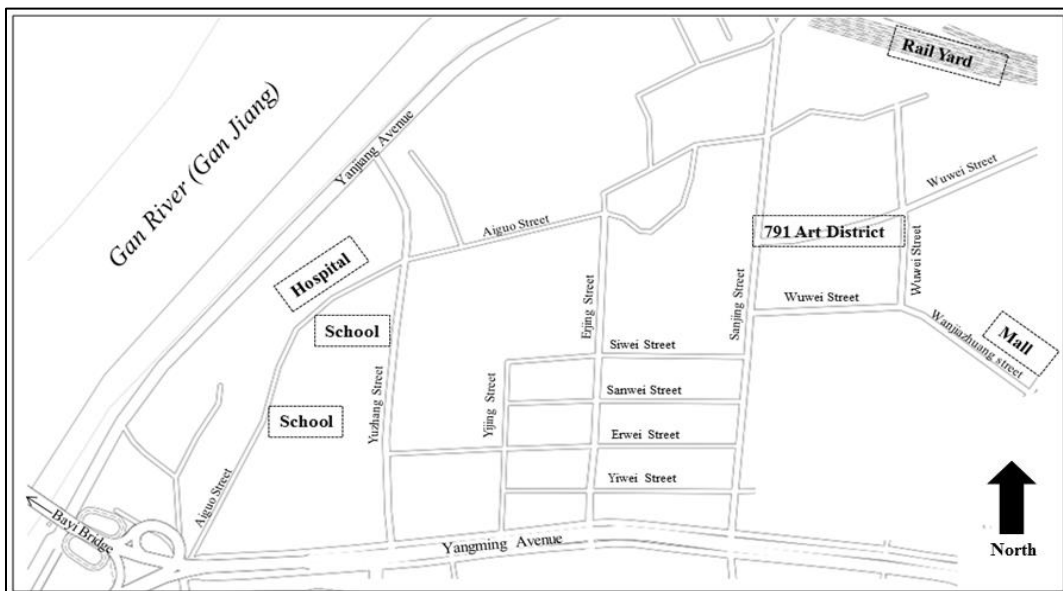 Rail Yard
Gan River (Gan Jiang)
Yanjiang Avenue
Wuwei Street
Aiguo Street
791 Art District
Hospital
Wuwei Street
Wuwei Street
School
Erjing Street
Sanjing Street
Siwei Street
Wanjiazhuang street
Mall
Yuzhang Street
Yijing Street
Sanwei Street
School
Erwei Street
Yiwei Street
Aiguo Street
Bayi Bridge
Yangming Avenue
North